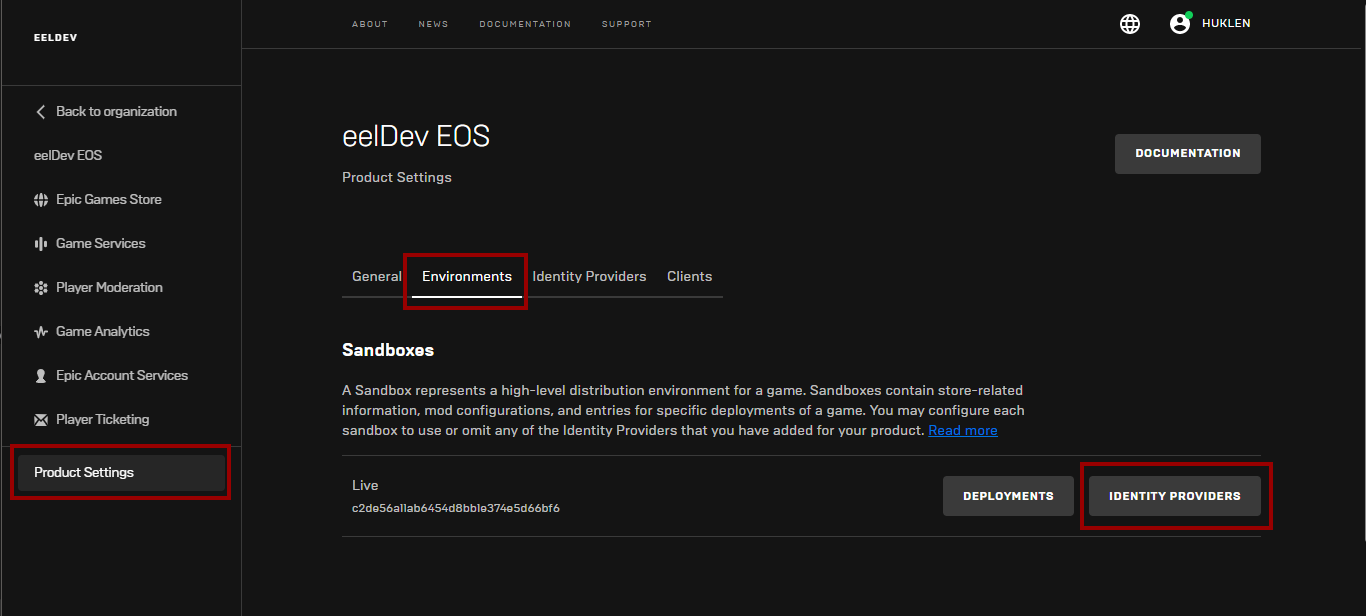 EELDEV
ABOUT NEWS DOCUMENTATION SUPPORT
HUKLEN
Back to organization
eelDev EOS
Epic Games Store
Game Services
Player Moderation
Game Analytics
Epic Account Services
Player Ticketing
Product Settings
eelDev EOS
Product Settings
DOCUMENTATION
General Environments Identity Providers Clients
Sandboxes
A Sandbox represents a high-level distribution environment for a game. Sandboxes contain store-related
information, mod configurations, and entries for specific deployments of a game. You may configure each
sandbox to use or omit any of the Identity Providers that you have added for your product. Read more
Live
c2de56a11ab6454d8bb1e374e5d66bf6
DEPLOYMENTS
IDENTITY PROVIDERS